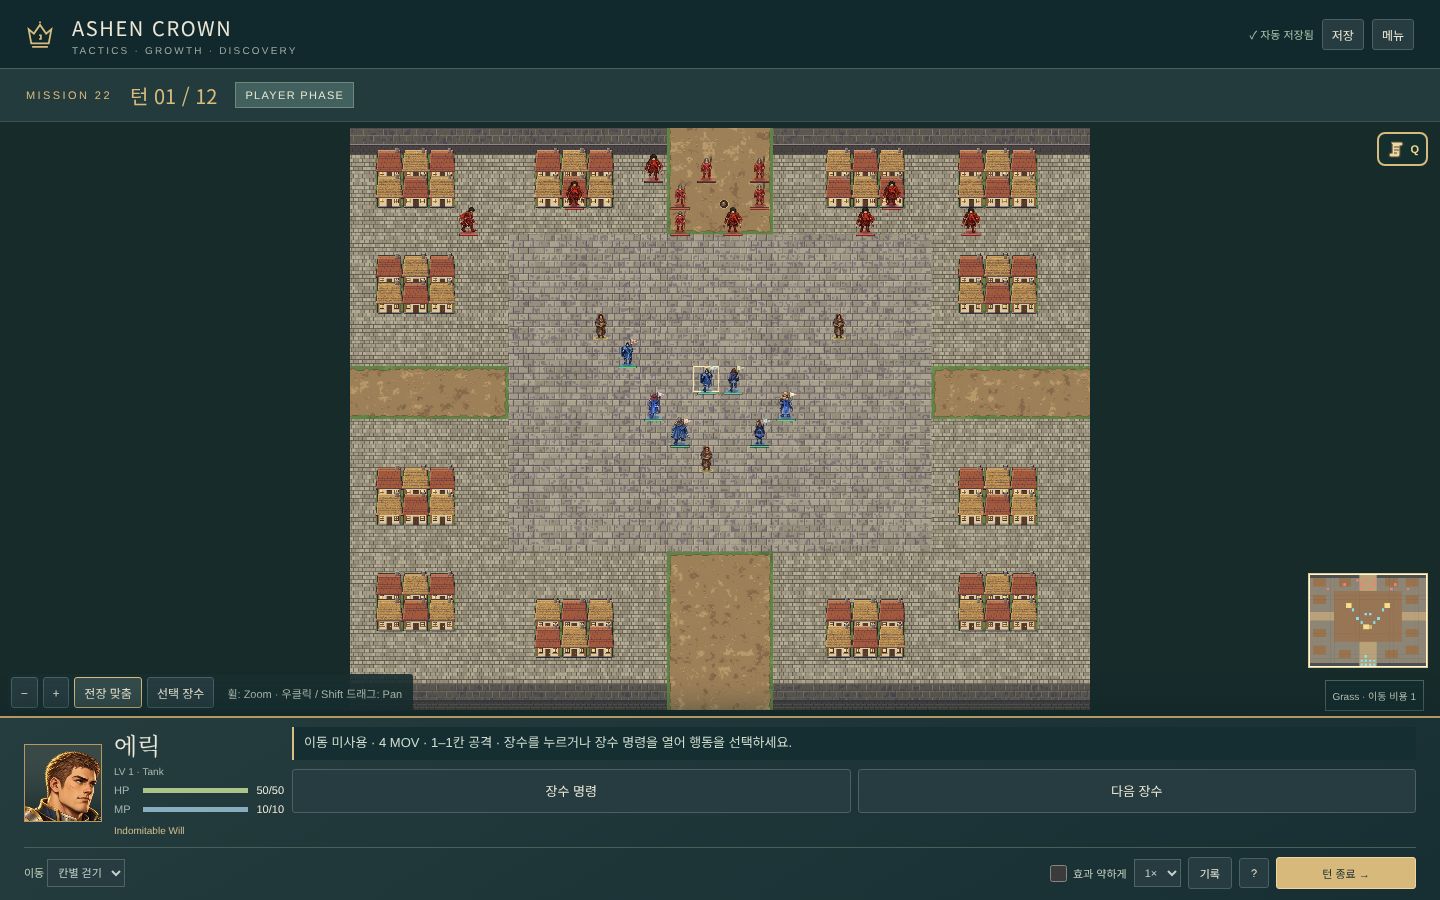 ASHEN CROWN
TACTICS · GROWTH · DISCOVERY
✓ 자동 저장됨
저장
메뉴
MISSION 22
턴 01 / 12
PLAYER PHASE
Q
−
+
전장 맞춤
선택 장수
휠: Zoom · 우클릭 / Shift 드래그: Pan
Grass · 이동 비용 1
에릭
LV 1 · Tank
HP 50/50
MP 10/10
Indomitable Will
이동 미사용 · 4 MOV · 1–1칸 공격 · 장수를 누르거나 장수 명령을 열어 행동을 선택하세요.
장수 명령
다음 장수
이동
칸별 걷기
효과 약하게
1×
기록
?
턴 종료 →